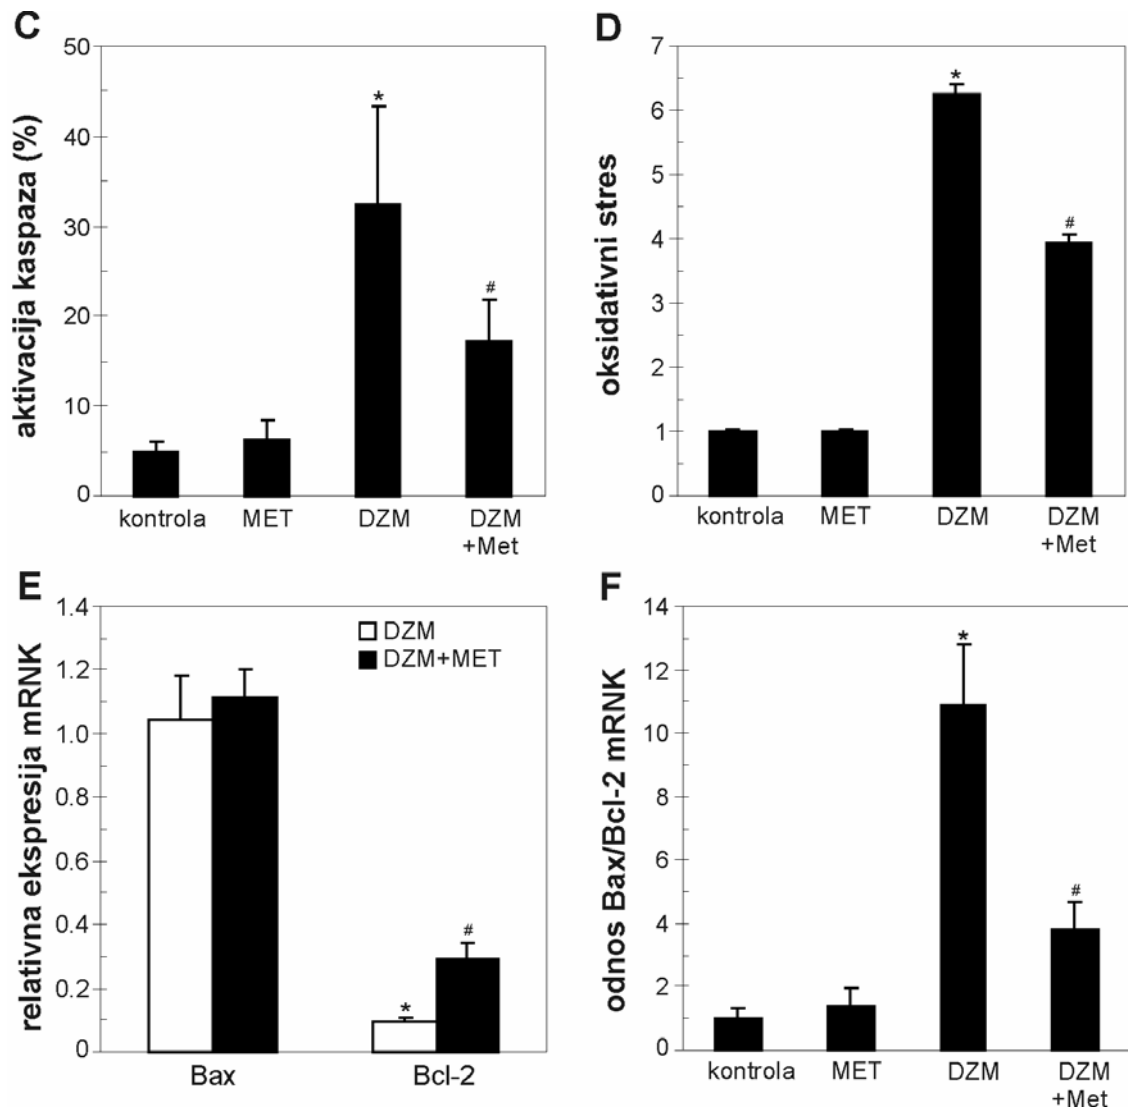 C
aktivacija kaspaza (%)
50
40
30
20
10
0
*
#
kontrola
MET
DZM
DZM
+Met
D
oksidativni stres
7
6
5
4
3
2
1
0
*
#
kontrola
MET
DZM
DZM
+Met
E
relativna ekspresija mRNK
1.4
1.2
1.0
0.8
0.6
0.4
0.2
0
DZM
DZM+MET
*
#
Bax
Bcl-2
F
odnos Bax/Bcl-2 mRNK
14
12
10
8
6
4
2
0
*
#
kontrola
MET
DZM
DZM
+Met